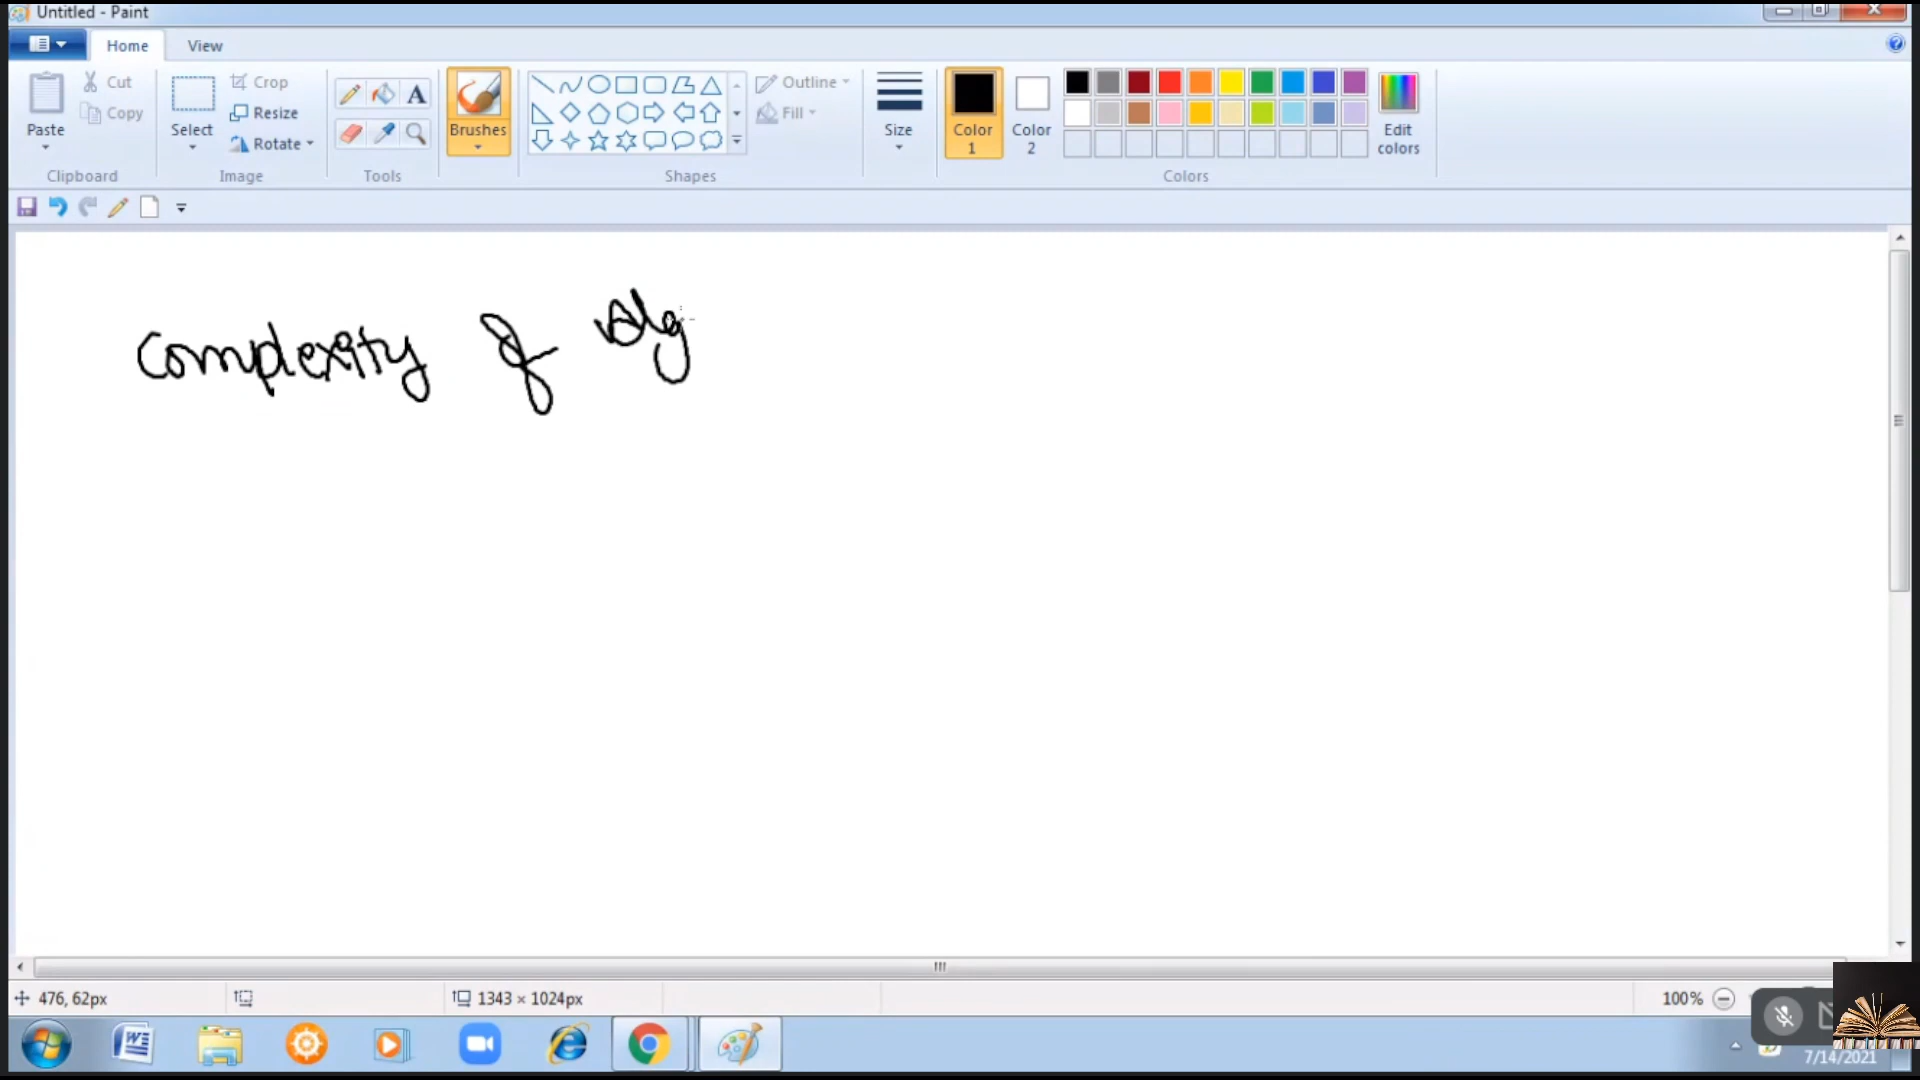 Untitled - Paint
Home View
Paste
Cut
Copy
Clipboard
Select
Crop
Resize
Rotate
Image
Tools
Brushes
Shapes
Outline
Fill
Size
Color 1
Color 2
Edit colors
Colors
Complexity of Alg
476, 62px
1343 × 1024px
100%
7/14/2021